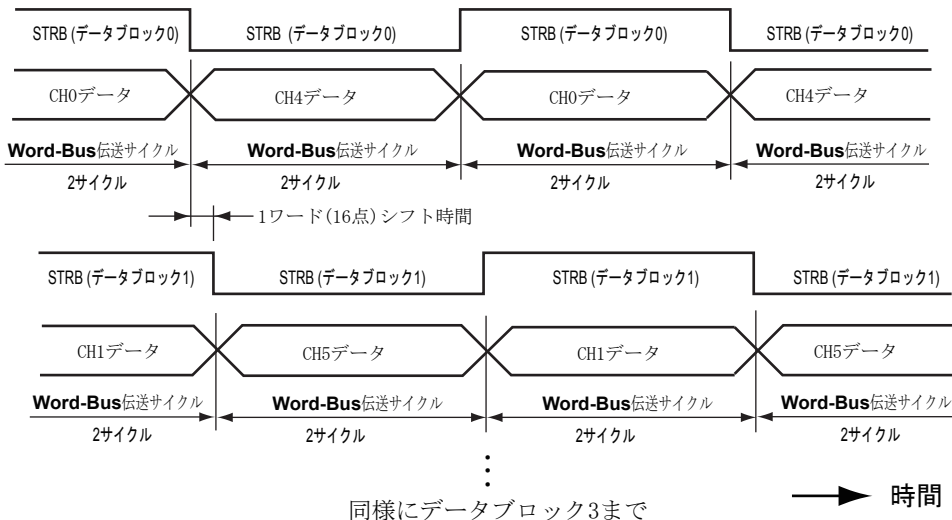 STRB (データブロック0) STRB (データブロック0) STRB (データブロック0) STRB (データブロック0)
CH0データ CH4データ CH0データ CH4データ
Word-Bus伝送サイクル Word-Bus伝送サイクル Word-Bus伝送サイクル Word-Bus伝送サイクル
2サイクル 2サイクル 2サイクル 2サイクル
1ワード(16点)シフト時間
STRB (データブロック1) STRB (データブロック1) STRB (データブロック1) STRB (データブロック1)
CH1データ CH5データ CH1データ CH5データ
Word-Bus伝送サイクル Word-Bus伝送サイクル Word-Bus伝送サイクル Word-Bus伝送サイクル
2サイクル 2サイクル 2サイクル 2サイクル
同様にデータブロック3まで
時間